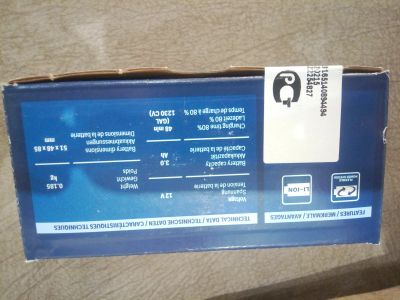 FEATURES / MERKMALE / AVANTAGES
LI-ION
TECHNICAL DATA / TECHNISCHE DATEN / CARACTÉRISTIQUES TECHNIQUES
Voltage
Spannung
Tension de la batterie
12 V
Weight
Gewicht
Poids
0.185
kg
Battery capacity
Akkukapazität
Capacité de la batterie
3.0
Ah
Battery dimensions
Akkuabmessungen
Dimensions de la batterie
51 x 48 x 85
mm
Charging time 80%
Ladezeit 80 %
Temps de charge à 80 %
48 min
(GAL
1230 CV)
PCT